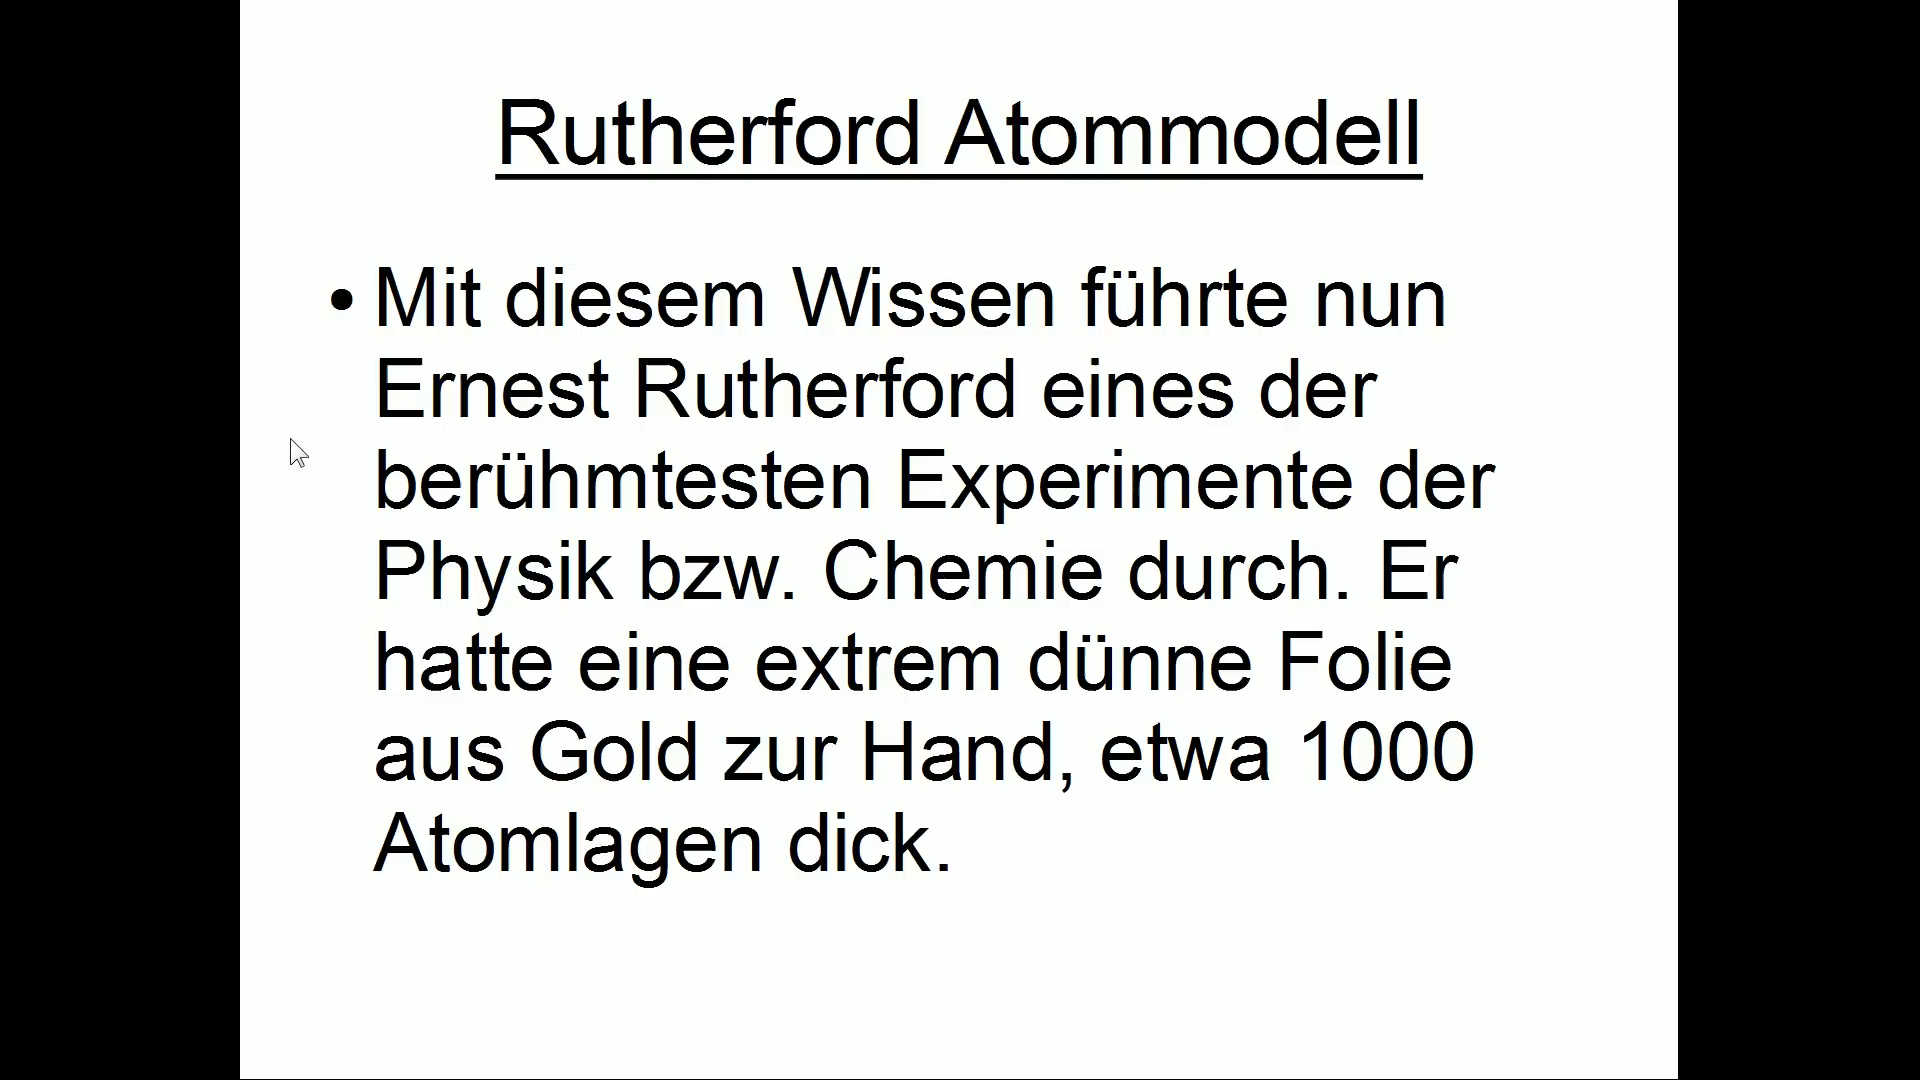 Rutherford Atommodell
• Mit diesem Wissen führte nun
Ernest Rutherford eines der
berühmtesten Experimente der
Physik bzw. Chemie durch. Er
hatte eine extrem dünne Folie
aus Gold zur Hand, etwa 1000
Atomlagen dick.